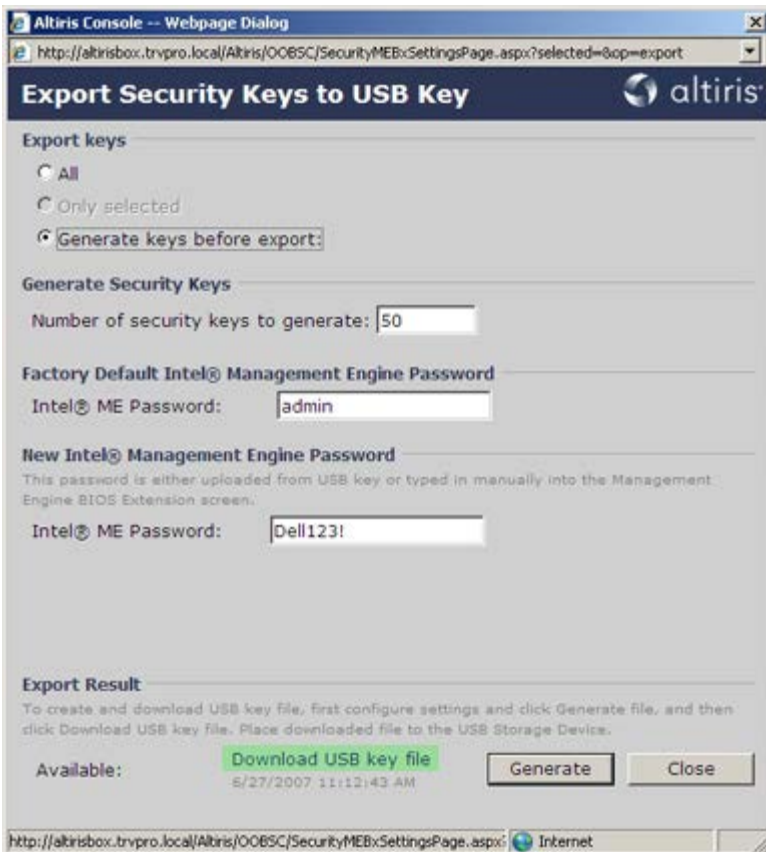 Altiris Console -- Webpage Dialog
http://altirisbox.trvpro.local/Altiris/OOBSC/SecurityMEBxSettingsPage.aspx?selected=&op=export
Export Security Keys to USB Key
altiris
Export keys
All
Only selected
Generate keys before export:
Generate Security Keys
Number of security keys to generate: 50
Factory Default Intel® Management Engine Password
Intel® ME Password: admin
New Intel® Management Engine Password
This password is either uploaded from USB key or typed in manually into the Management
Engine BIOS Extension screen.
Intel® ME Password: Dell123!
Export Result
To create and download USB key file, first configure settings and click Generate file, and then
click Download USB key file. Place downloaded file to the USB Storage Device.
Available: Download USB key file Generate Close
6/27/2007 11:12:43 AM
http://altirisbox.trvpro.local/Altiris/OOBSC/SecurityMEBxSettingsPage.aspx Internet